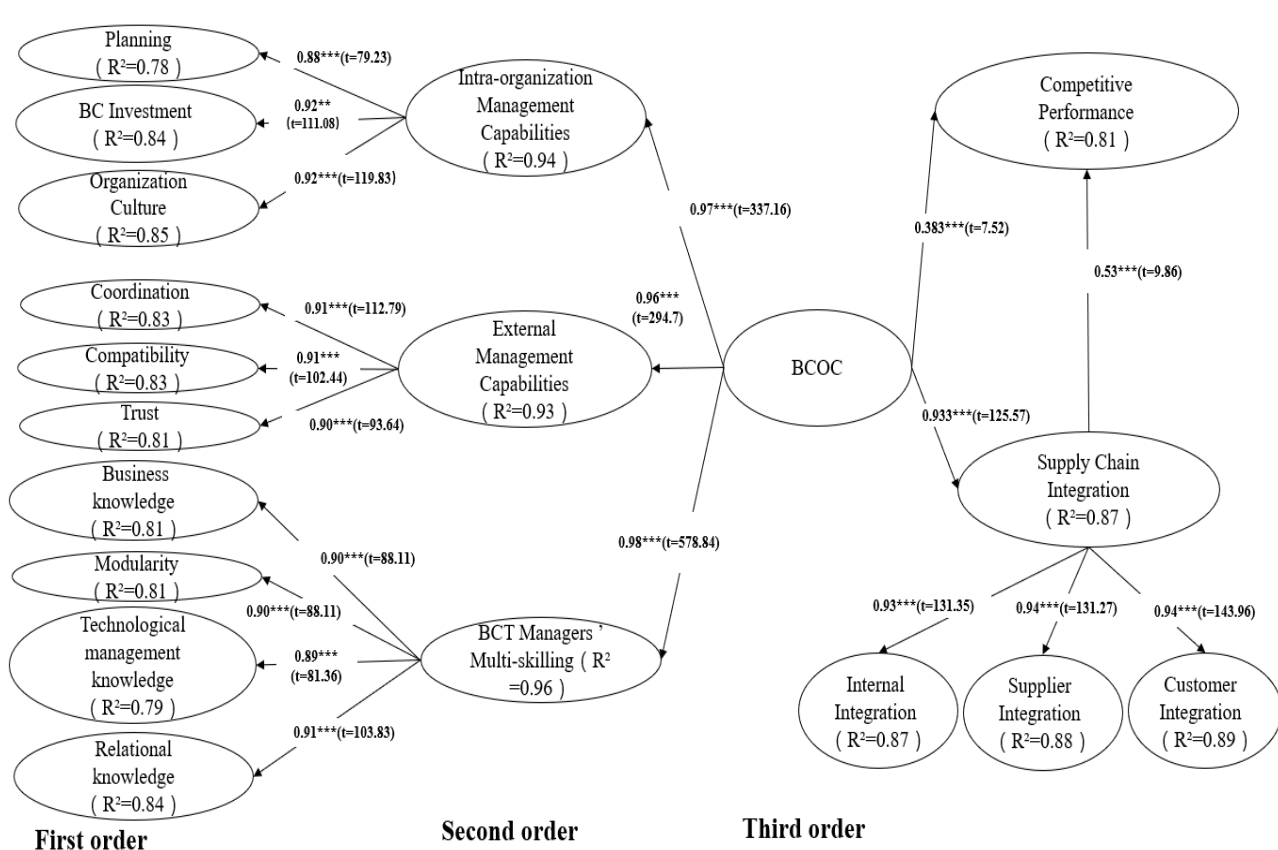 Planning
( R²=0.78 )
0.88***(t=79.23)
BC Investment
( R²=0.84 )
0.92**
(t=111.08)
Organization
Culture
( R²=0.85 )
0.92***(t=119.83)
Intra-organization
Management
Capabilities
( R²=0.94 )
0.97***(t=337.16)
Competitive
Performance
( R²=0.81 )
0.383***(t=7.52)
0.53***(t=9.86)
Coordination
( R²=0.83 )
0.91***(t=112.79)
Compatibility
( R²=0.83 )
0.91***
(t=102.44)
Trust
( R²=0.81 )
0.90***(t=93.64)
External
Management
Capabilities
( R²=0.93 )
0.96***
(t=294.7)
BCOC
0.933***(t=125.57)
Supply Chain
Integration
( R²=0.87 )
Business
knowledge
( R²=0.81 )
0.90***(t=88.11)
Modularity
( R²=0.81 )
0.90***(t=88.11)
Technological
management
knowledge
( R²=0.79 )
0.89***
(t=81.36)
Relational
knowledge
( R²=0.84 )
0.91***(t=103.83)
BCT Managers ’
Multi-skilling ( R²
=0.96 )
0.98***(t=578.84)
0.93***(t=131.35)
0.94***(t=131.27)
0.94***(t=143.96)
Internal
Integration
( R²=0.87 )
Supplier
Integration
( R²=0.88 )
Customer
Integration
( R²=0.89 )
First order
Second order
Third order